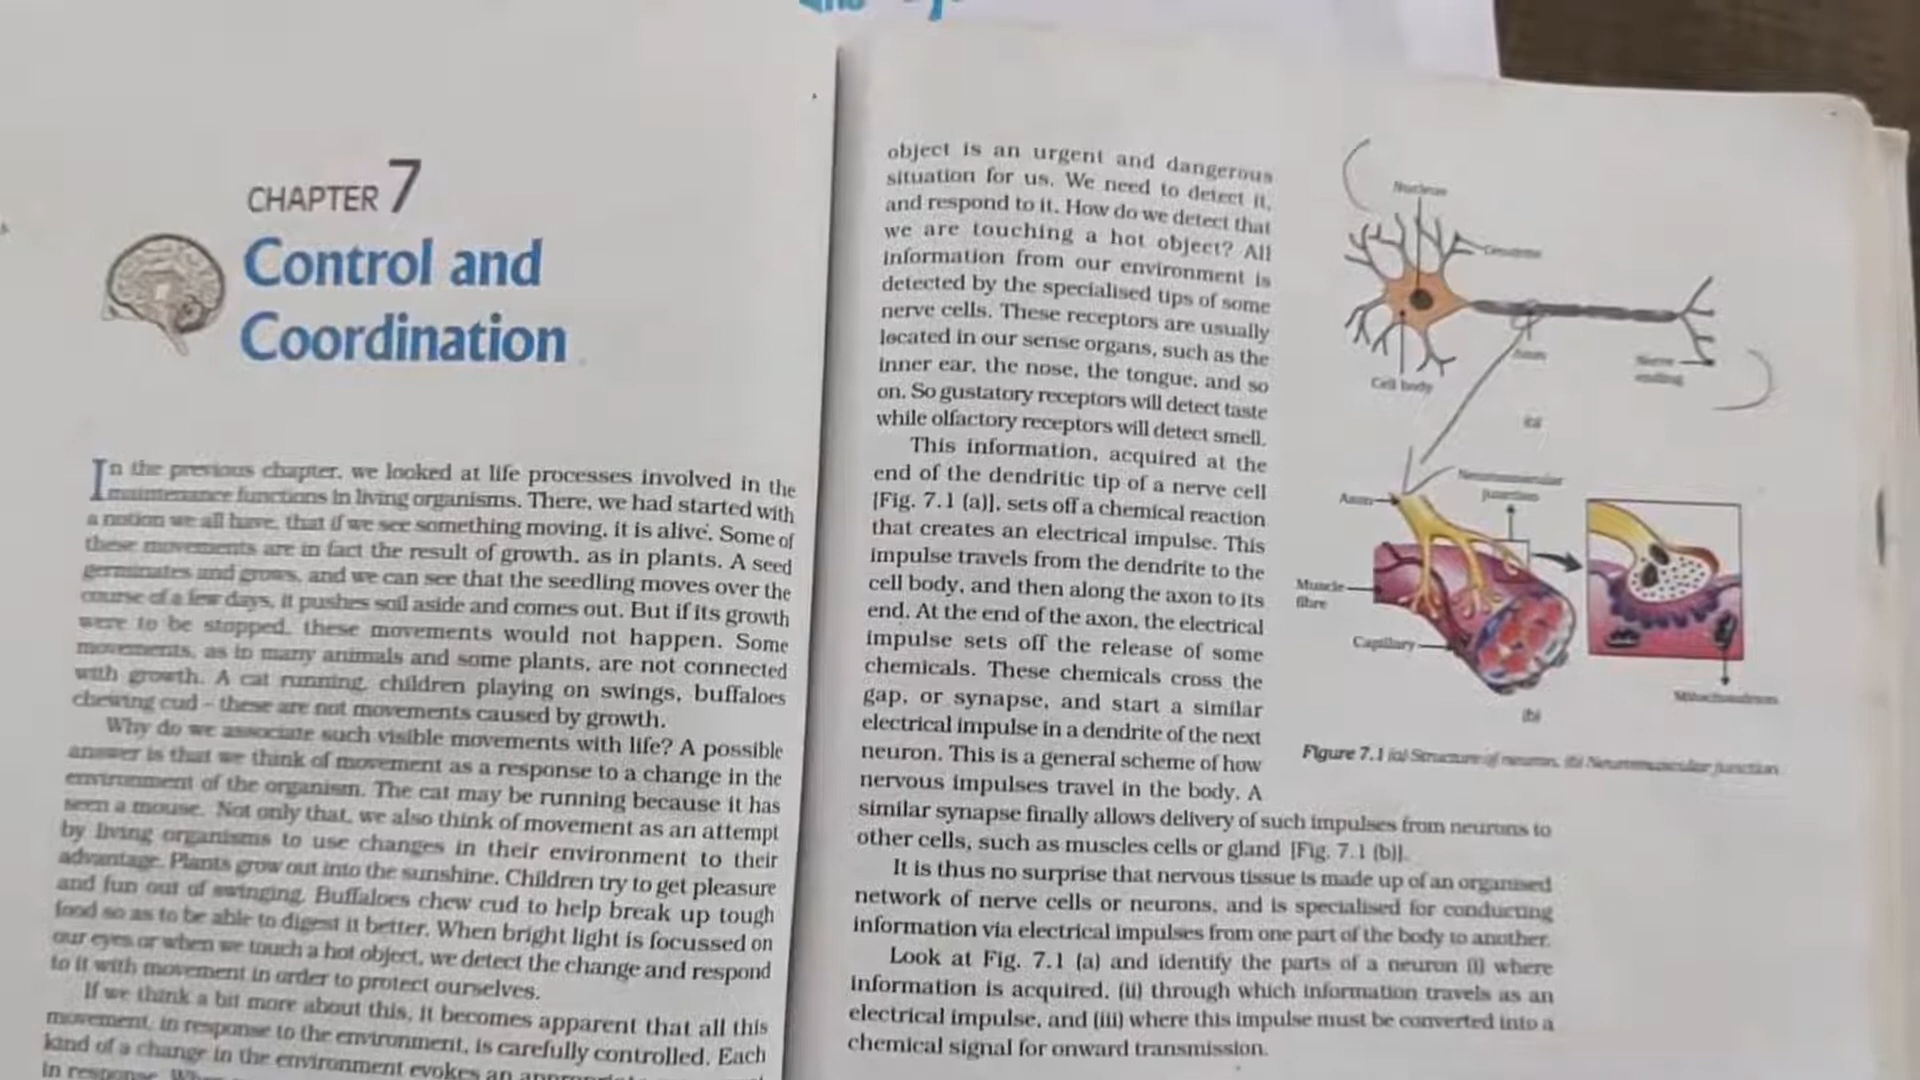 CHAPTER 7
Control and
Coordination
In the previous chapter, we looked at life processes involved in the
maintenance functions in living organisms. There, we had started with
a notion we all have, that if we see something moving, it is alive. Some of
these movements are in fact the result of growth, as in plants. A seed
germinates and grows, and we can see that the seedling moves over the
course of a few days, it pushes soil aside and comes out. But if its growth
were to be stopped, these movements would not happen. Some
movements, as in many animals and some plants, are not connected
with growth. A cat running, children playing on swings, buffaloes
chewing cud – these are not movements caused by growth.
Why do we associate such visible movements with life? A possible
answer is that we think of movement as a response to a change in the
environment of the organism. The cat may be running because it has
seen a mouse. Not only that, we also think of movement as an attempt
by living organisms to use changes in their environment to their
advantage. Plants grow out into the sunshine. Children try to get pleasure
and fun out of swinging. Buffaloes chew cud to help break up tough
food so as to be able to digest it better. When bright light is focussed on
our eyes or when we touch a hot object, we detect the change and respond
to it with movement in order to protect ourselves.
If we think a bit more about this, it becomes apparent that all this
movement, in response to the environment, is carefully controlled. Each
kind of a change in the environment evokes an
in response.
object is an urgent and dangerous
situation for us. We need to detect it,
and respond to it. How do we detect that
we are touching a hot object? All
information from our environment is
detected by the specialised tips of some
nerve cells. These receptors are usually
located in our sense organs, such as the
inner ear, the nose, the tongue, and so
on. So gustatory receptors will detect taste
while olfactory receptors will detect smell.
This information, acquired at the
end of the dendritic tip of a nerve cell
[Fig. 7.1 (a)], sets off a chemical reaction
that creates an electrical impulse. This
impulse travels from the dendrite to the
cell body, and then along the axon to its
end. At the end of the axon, the electrical
impulse sets off the release of some
chemicals. These chemicals cross the
gap, or synapse, and start a similar
electrical impulse in a dendrite of the next
neuron. This is a general scheme of how
nervous impulses travel in the body. A
similar synapse finally allows delivery of such impulses from neurons to
other cells, such as muscles cells or gland [Fig. 7.1 (b)].
It is thus no surprise that nervous tissue is made up of an organised
network of nerve cells or neurons, and is specialised for conducting
information via electrical impulses from one part of the body to another.
Look at Fig. 7.1 (a) and identify the parts of a neuron (i) where
information is acquired, (ii) through which information travels as an
electrical impulse, and (iii) where this impulse must be converted into a
chemical signal for onward transmission.
Nucleus
Dendrite
Axon
Nerve
ending
Cell body
(a)
Neuromuscular
junction
Axon
Muscle
fibre
Capillary
Mitochondrion
(b)
Figure 7.1 (a) Structure of neuron, (b) Neuromuscular junction